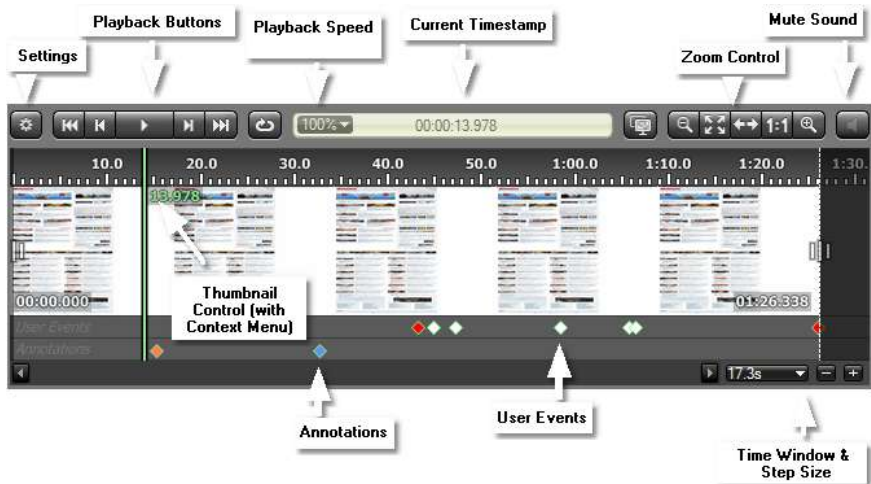 Playback Buttons
Playback Speed
Current Timestamp
Mute Sound
Settings
Zoom Control
100%
00:00:13.978
1:1
10.0
20.0
30.0
40.0
50.0
1:00.0
1:10.0
1:20.0
1:30.
13.978
Thumbnail
Control (with
Context Menu)
00:00.000
01:26.338
User Events
Annotations
17.3s
Annotations
User Events
Time Window &
Step Size